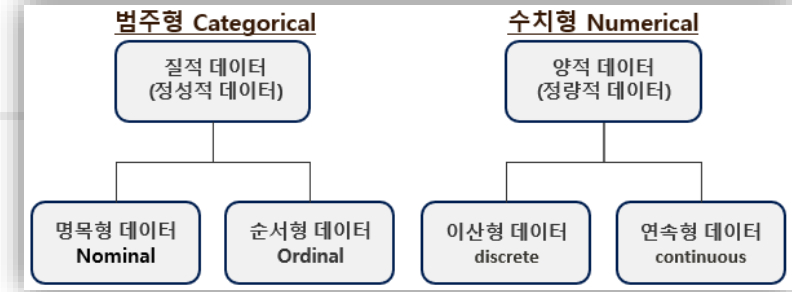 범주형 Categorical
수치형 Numerical
질적 데이터
(정성적 데이터)
양적 데이터
(정량적 데이터)
명목형 데이터
Nominal
순서형 데이터
Ordinal
이산형 데이터
discrete
연속형 데이터
continuous